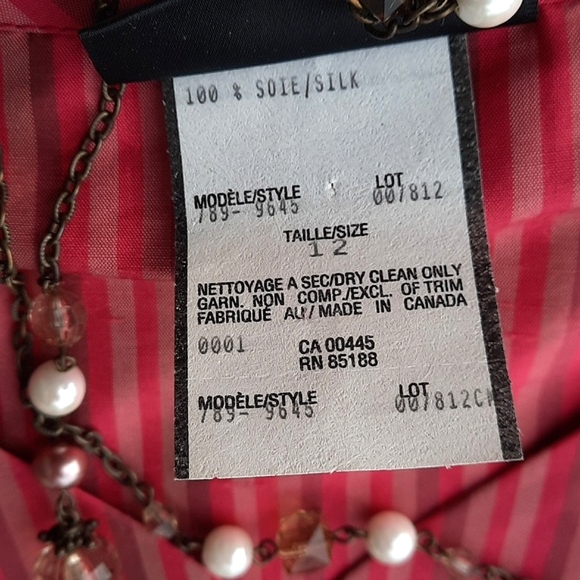 100 % SOIE/SILK
MODÈLE/STYLE LOT
789- 9645 007812
TAILLE/SIZE
12
NETTOYAGE A SEC/DRY CLEAN ONLY
GARN. NON COMP./EXCL. OF TRIM
FABRIQUÉ AU/MADE IN CANADA
0001 CA 00445
RN 85188
MODÈLE/STYLE LOT
789- 9645 007812CH